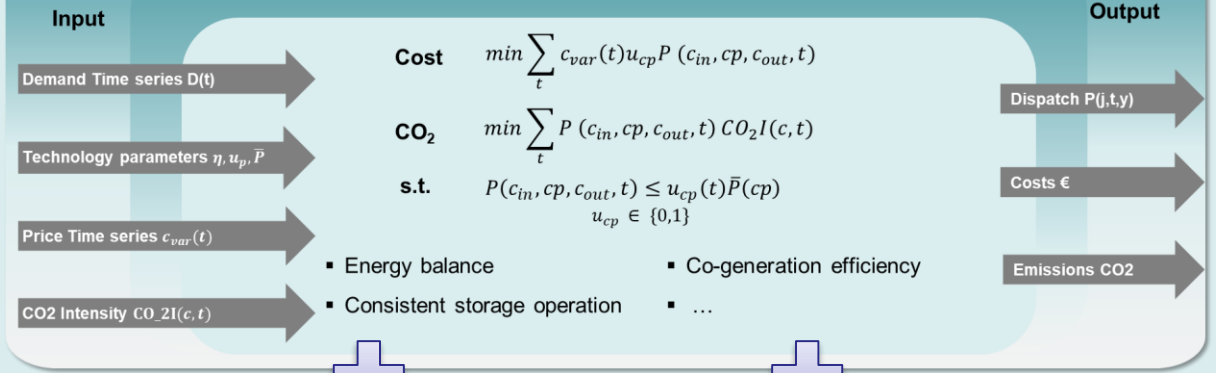 Input
Output
Demand Time series D(t)
Technology parameters η, u_p, P̅
Price Time series c_var(t)
CO2 Intensity CO_2I(c, t)
Cost min ∑_t c_var(t)u_cp P (c_in, cp, c_out, t)
CO₂ min ∑_t P (c_in, cp, c_out, t) CO₂I(c, t)
s.t. P(c_in, cp, c_out, t) ≤ u_cp(t)P̅(cp)
u_cp ∈ {0,1}
▪ Energy balance
▪ Consistent storage operation
▪ Co-generation efficiency
▪ …
Dispatch P(j,t,y)
Costs €
Emissions CO2